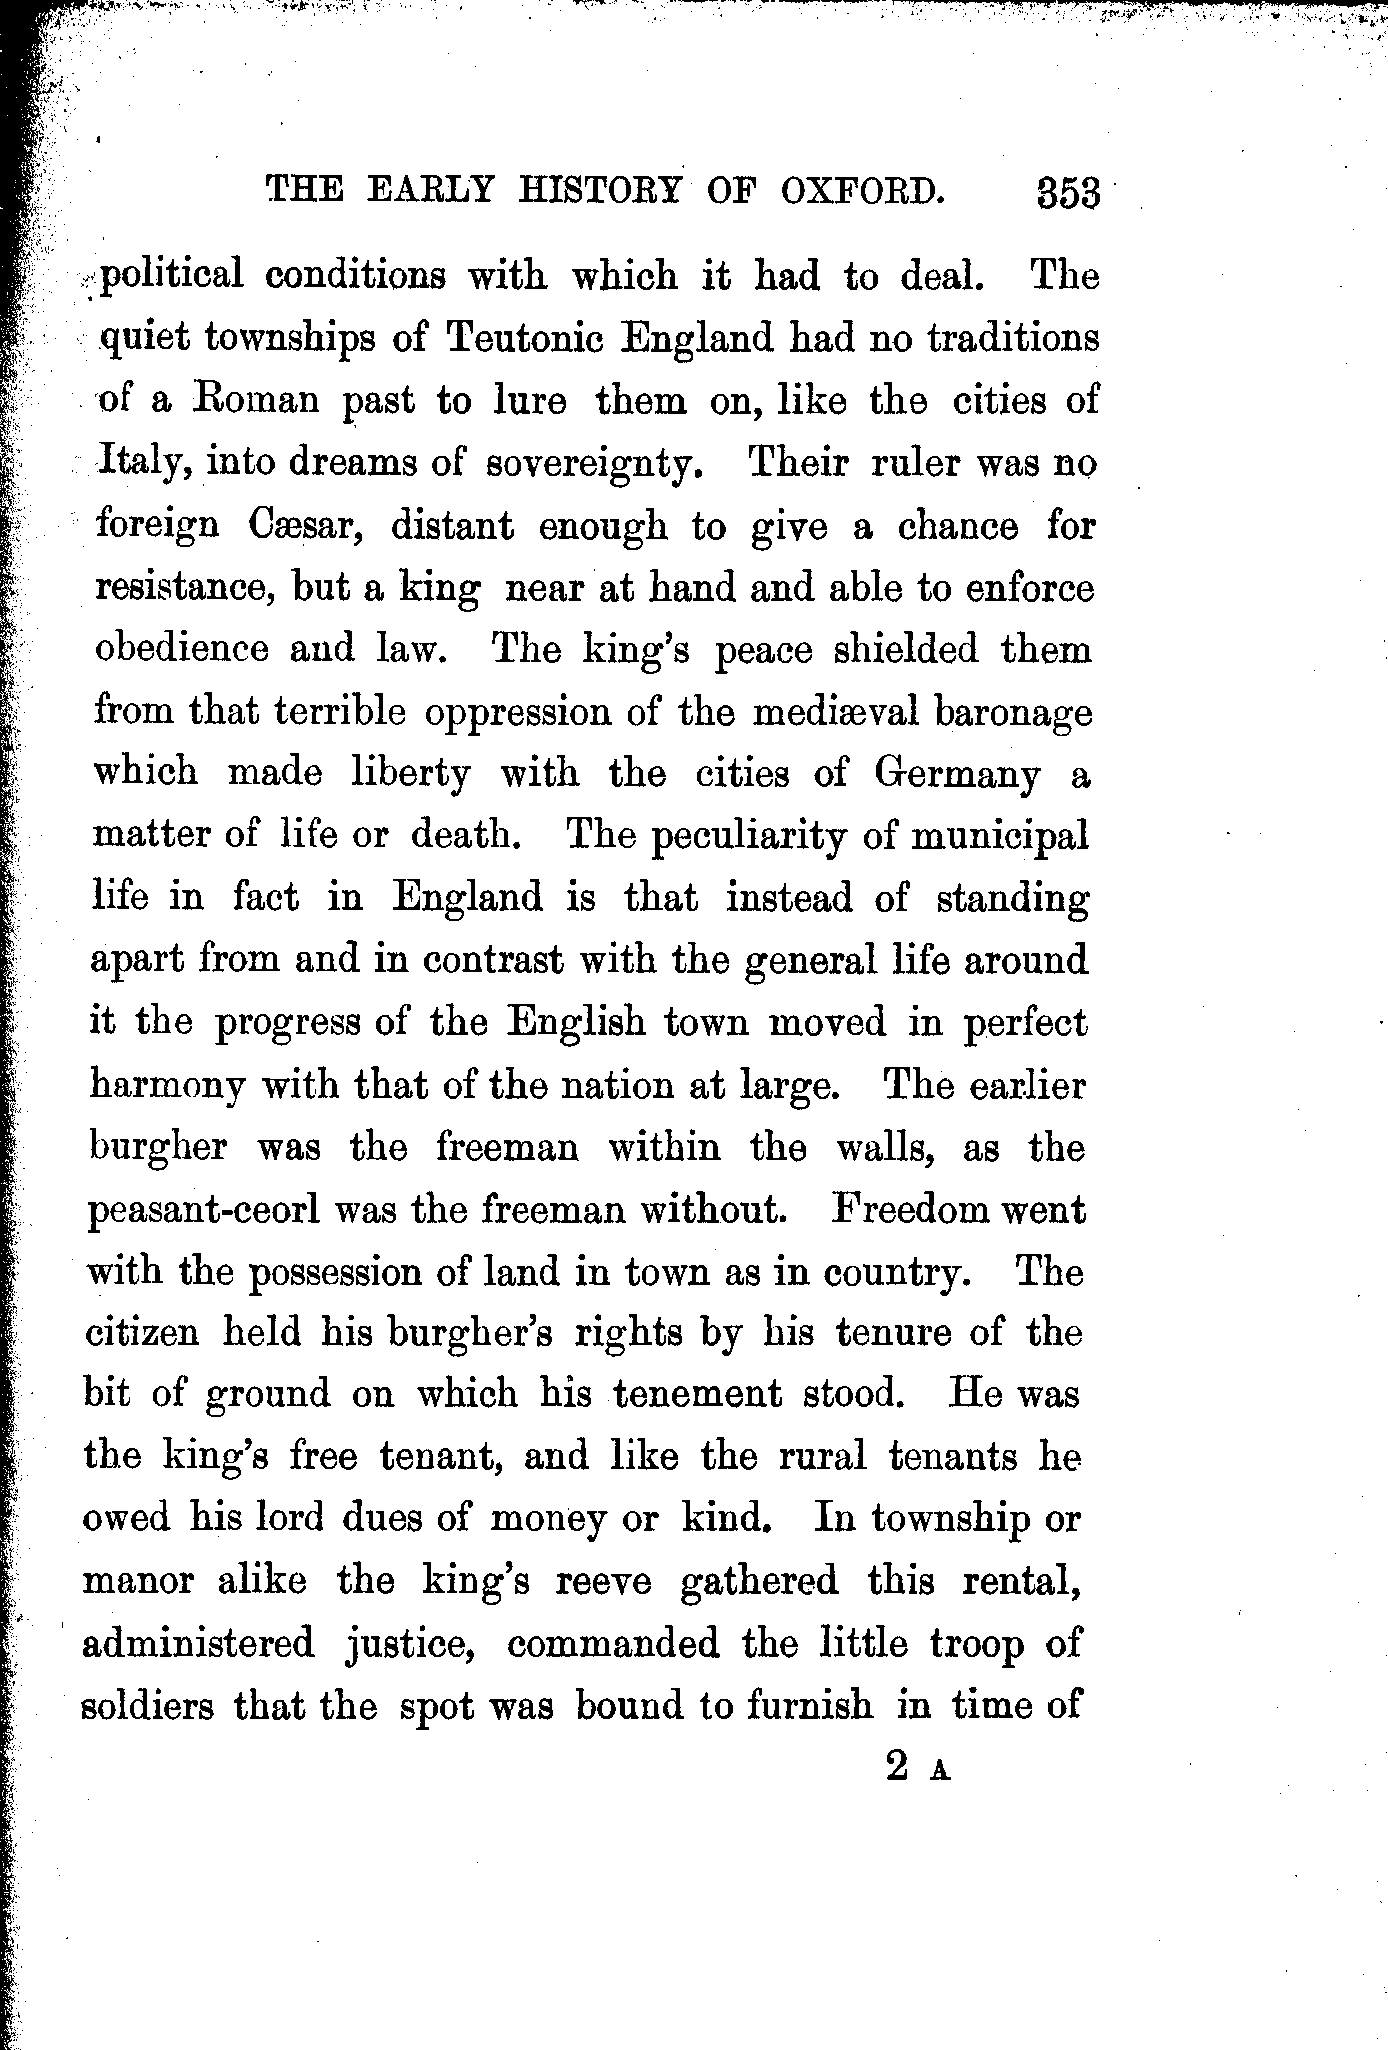 THE EARLY HISTORY OF OXFORD. 353
political conditions with which it had to deal. The
quiet townships of Teutonic England had no traditions
of a Roman past to lure them on, like the cities of
Italy, into dreams of sovereignty. Their ruler was no
foreign Cæsar, distant enough to give a chance for
resistance, but a king near at hand and able to enforce
obedience and law. The king's peace shielded them
from that terrible oppression of the mediæval baronage
which made liberty with the cities of Germany a
matter of life or death. The peculiarity of municipal
life in fact in England is that instead of standing
apart from and in contrast with the general life around
it the progress of the English town moved in perfect
harmony with that of the nation at large. The earlier
burgher was the freeman within the walls, as the
peasant-ceorl was the freeman without. Freedom went
with the possession of land in town as in country. The
citizen held his burgher's rights by his tenure of the
bit of ground on which his tenement stood. He was
the king's free tenant, and like the rural tenants he
owed his lord dues of money or kind. In township or
manor alike the king's reeve gathered this rental,
administered justice, commanded the little troop of
soldiers that the spot was bound to furnish in time of
2 A